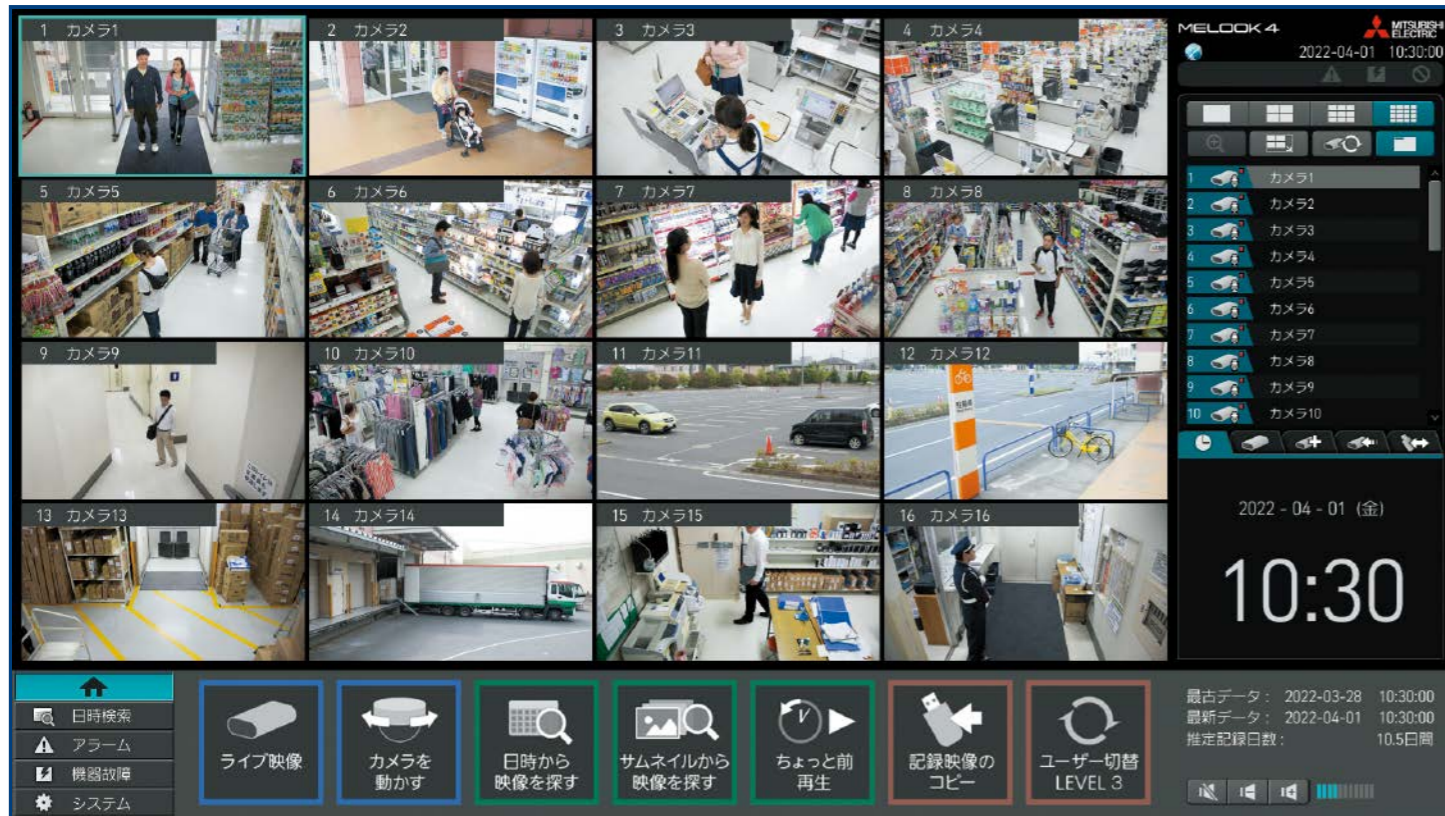 1 カメラ1
2 カメラ2
3 カメラ3
4 カメラ4
5 カメラ5
6 カメラ6
7 カメラ7
8 カメラ8
9 カメラ9
10 カメラ10
11 カメラ11
12 カメラ12
13 カメラ13
14 カメラ14
15 カメラ15
16 カメラ16
MELOOK 4
MITSUBISHI
ELECTRIC
2022-04-01 10:30:00
1 カメラ1
2 カメラ2
3 カメラ3
4 カメラ4
5 カメラ5
6 カメラ6
7 カメラ7
8 カメラ8
9 カメラ9
10 カメラ10
2022 - 04 - 01 (金)
10:30
日時検索
アラーム
機器故障
システム
ライブ映像
カメラを
動かす
日時から
映像を探す
サムネイルから
映像を探す
V
ちょっと前
再生
記録映像の
コピー
ユーザー切替
LEVEL 3
最古データ : 2022-03-28 10:30:00
最新データ : 2022-04-01 10:30:00
推定記録日数 : 10.5日間